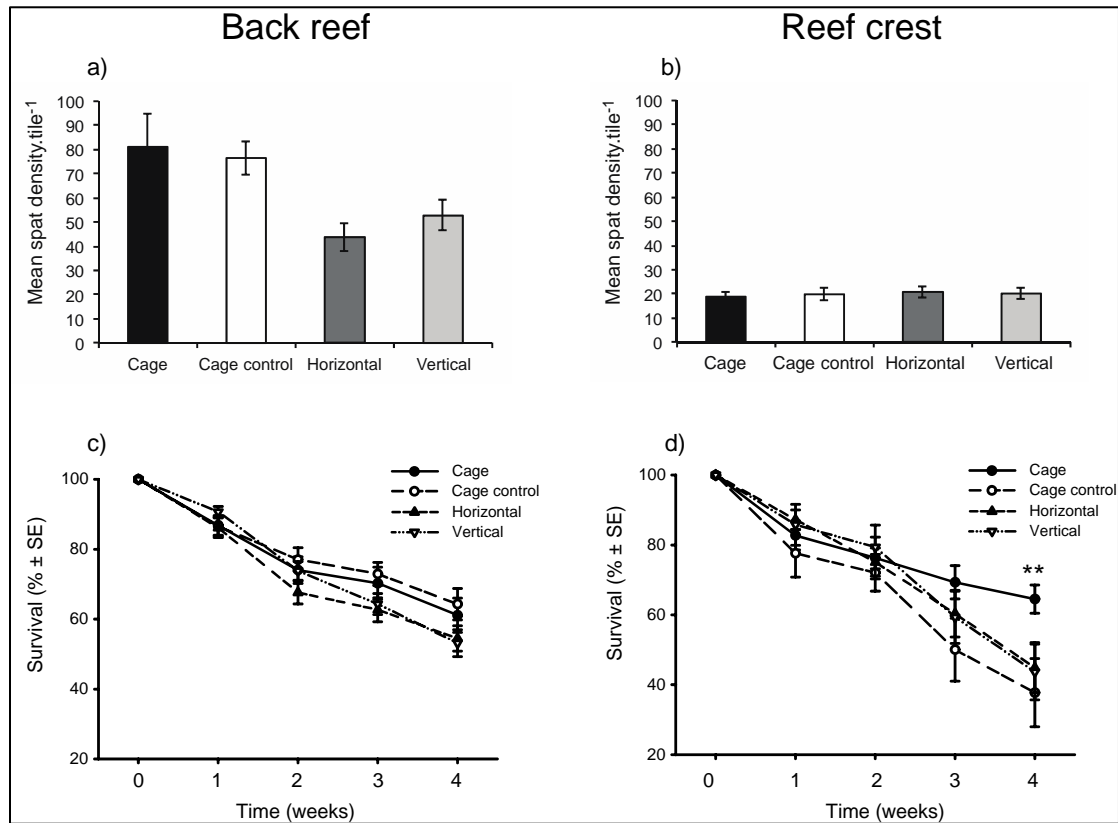 Back reef
Reef crest
a)
Mean spat density.tile-1
100
90
80
70
60
50
40
30
20
10
0
Cage Cage control Horizontal Vertical
b)
Mean spat density.tile-1
100
90
80
70
60
50
40
30
20
10
0
Cage Cage control Horizontal Vertical
c)
Survival (% ± SE)
100
80
60
40
20
Cage
Cage control
Horizontal
Vertical
0 1 2 3 4
Time (weeks)
d)
Survival (% ± SE)
100
80
60
40
20
Cage
Cage control
Horizontal
Vertical
**
0 1 2 3 4
Time (weeks)